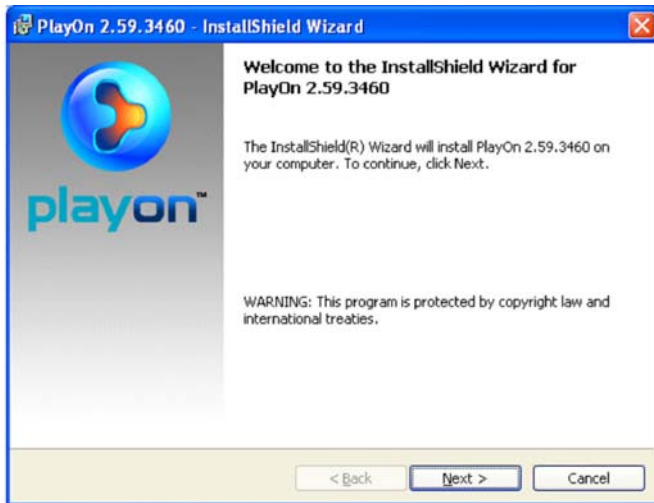 PlayOn 2.59.3460 - InstallShield Wizard
playon™
Welcome to the InstallShield Wizard for
PlayOn 2.59.3460
The InstallShield(R) Wizard will install PlayOn 2.59.3460 on
your computer. To continue, click Next.
WARNING: This program is protected by copyright law and
international treaties.
< Back
Next >
Cancel